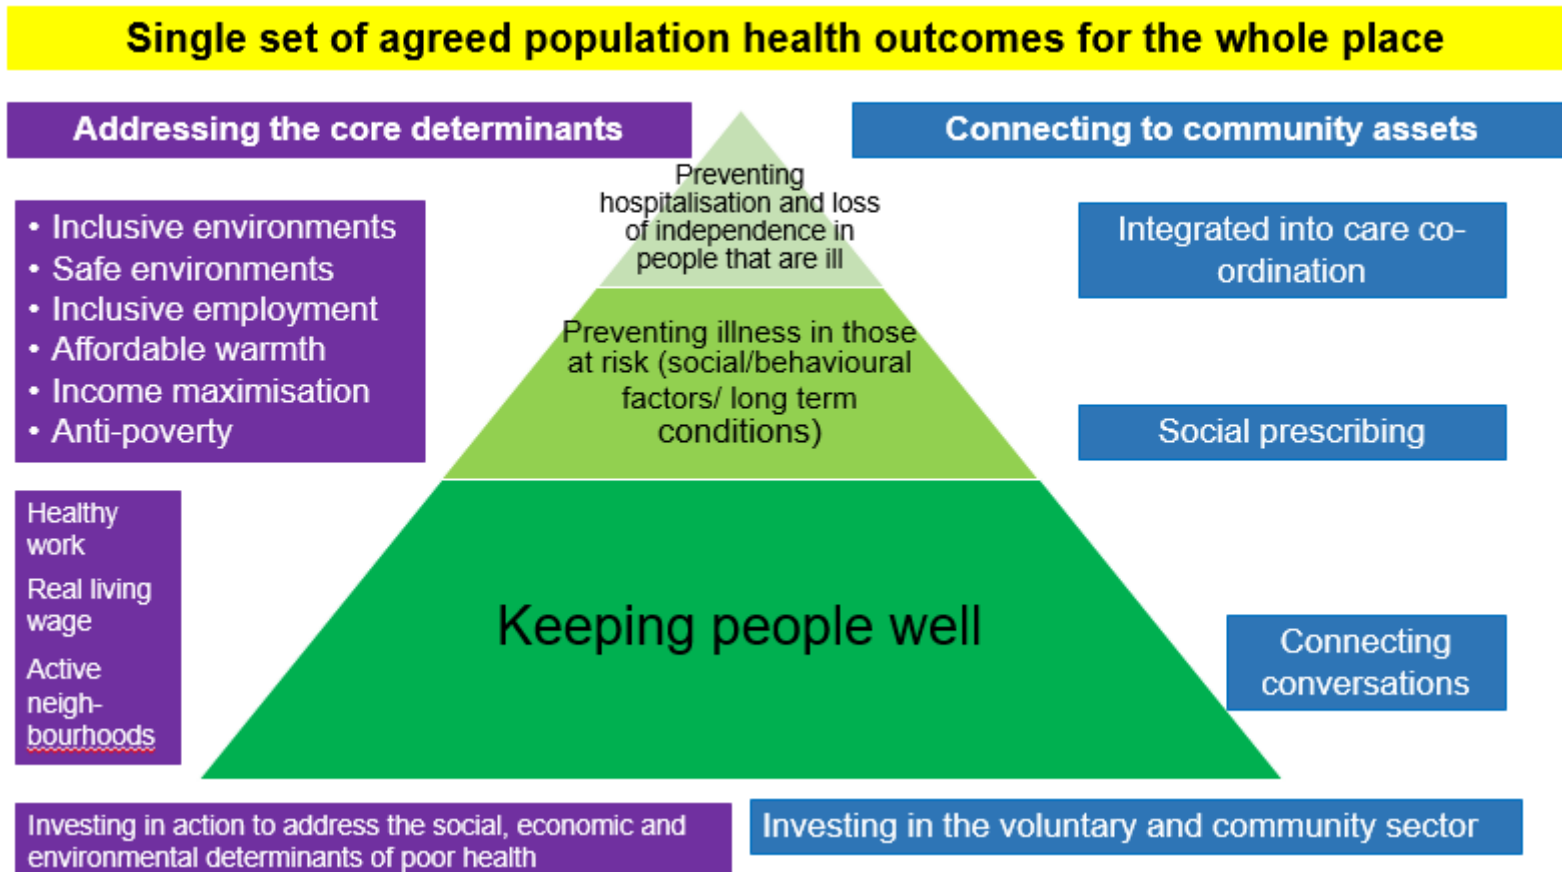 Single set of agreed population health outcomes for the whole place
Addressing the core determinants
Connecting to community assets
• Inclusive environments
• Safe environments
• Inclusive employment
• Affordable warmth
• Income maximisation
• Anti-poverty
Healthy
work
Real living
wage
Active
neigh-
bourhoods
Preventing
hospitalisation and loss
of independence in
people that are ill
Preventing illness in those
at risk (social/behavioural
factors/ long term
conditions)
Keeping people well
Integrated into care co-
ordination
Social prescribing
Connecting
conversations
Investing in action to address the social, economic and
environmental determinants of poor health
Investing in the voluntary and community sector